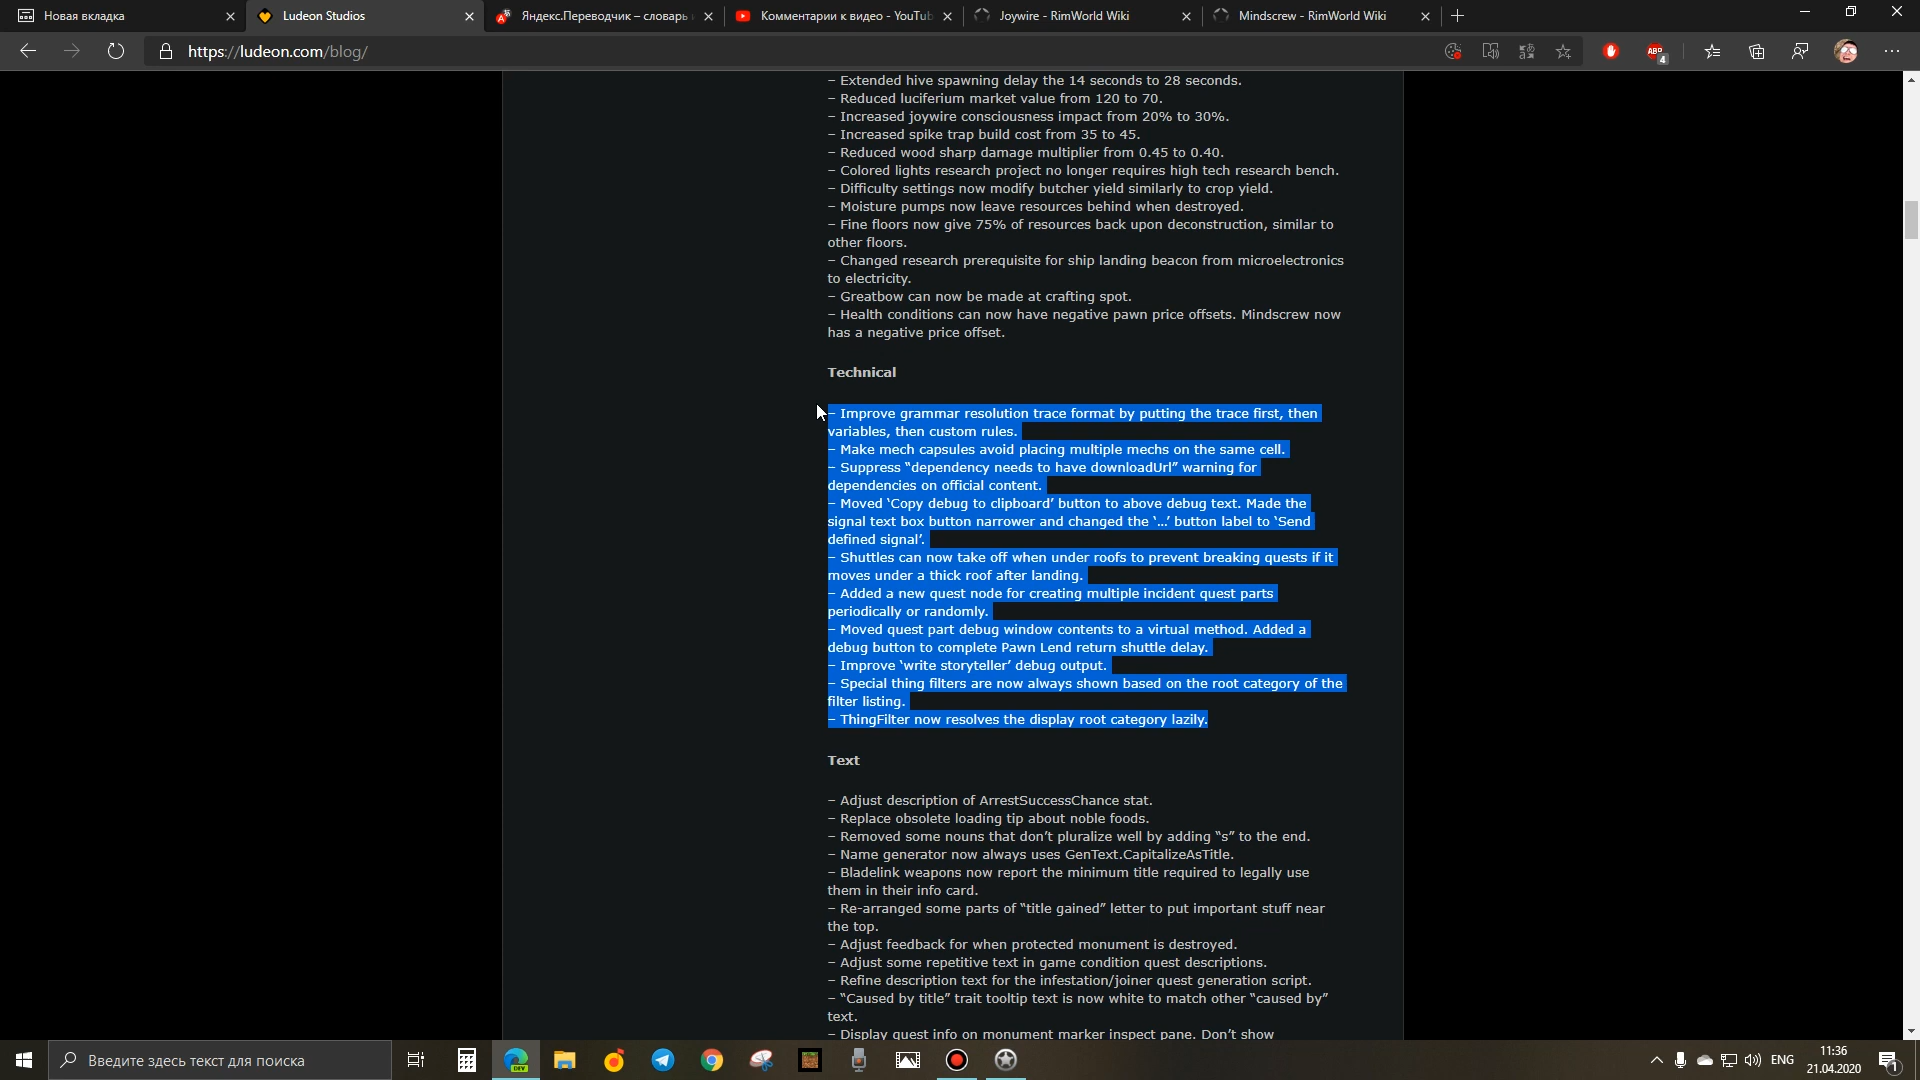 Новая вкладка
Ludeon Studios
Яндекс.Переводчик – словарь
Комментарии к видео - YouTub
Joywire - RimWorld Wiki
Mindscrew - RimWorld Wiki
https://ludeon.com/blog/
ABP
4
– Extended hive spawning delay the 14 seconds to 28 seconds.
– Reduced luciferium market value from 120 to 70.
– Increased joywire consciousness impact from 20% to 30%.
– Increased spike trap build cost from 35 to 45.
– Reduced wood sharp damage multiplier from 0.45 to 0.40.
– Colored lights research project no longer requires high tech research bench.
– Difficulty settings now modify butcher yield similarly to crop yield.
– Moisture pumps now leave resources behind when destroyed.
– Fine floors now give 75% of resources back upon deconstruction, similar to
other floors.
– Changed research prerequisite for ship landing beacon from microelectronics
to electricity.
– Greatbow can now be made at crafting spot.
– Health conditions can now have negative pawn price offsets. Mindscrew now
has a negative price offset.
Technical
– Improve grammar resolution trace format by putting the trace first, then
variables, then custom rules.
– Make mech capsules avoid placing multiple mechs on the same cell.
– Suppress “dependency needs to have downloadUrl” warning for
dependencies on official content.
– Moved ‘Copy debug to clipboard’ button to above debug text. Made the
signal text box button narrower and changed the ‘…’ button label to ‘Send
defined signal’.
– Shuttles can now take off when under roofs to prevent breaking quests if it
moves under a thick roof after landing.
– Added a new quest node for creating multiple incident quest parts
periodically or randomly.
– Moved quest part debug window contents to a virtual method. Added a
debug button to complete Pawn Lend return shuttle delay.
– Improve ‘write storyteller’ debug output.
– Special thing filters are now always shown based on the root category of the
filter listing.
– ThingFilter now resolves the display root category lazily.
Text
– Adjust description of ArrestSuccessChance stat.
– Replace obsolete loading tip about noble foods.
– Removed some nouns that don’t pluralize well by adding “s” to the end.
– Name generator now always uses GenText.CapitalizeAsTitle.
– Bladelink weapons now report the minimum title required to legally use
them in their info card.
– Re-arranged some parts of “title gained” letter to put important stuff near
the top.
– Adjust feedback for when protected monument is destroyed.
– Adjust some repetitive text in game condition quest descriptions.
– Refine description text for the infestation/joiner quest generation script.
– “Caused by title” trait tooltip text is now white to match other “caused by”
text.
– Display quest info on monument marker inspect pane. Don’t show
Введите здесь текст для поиска
DEV
ENG
11:36
21.04.2020
1